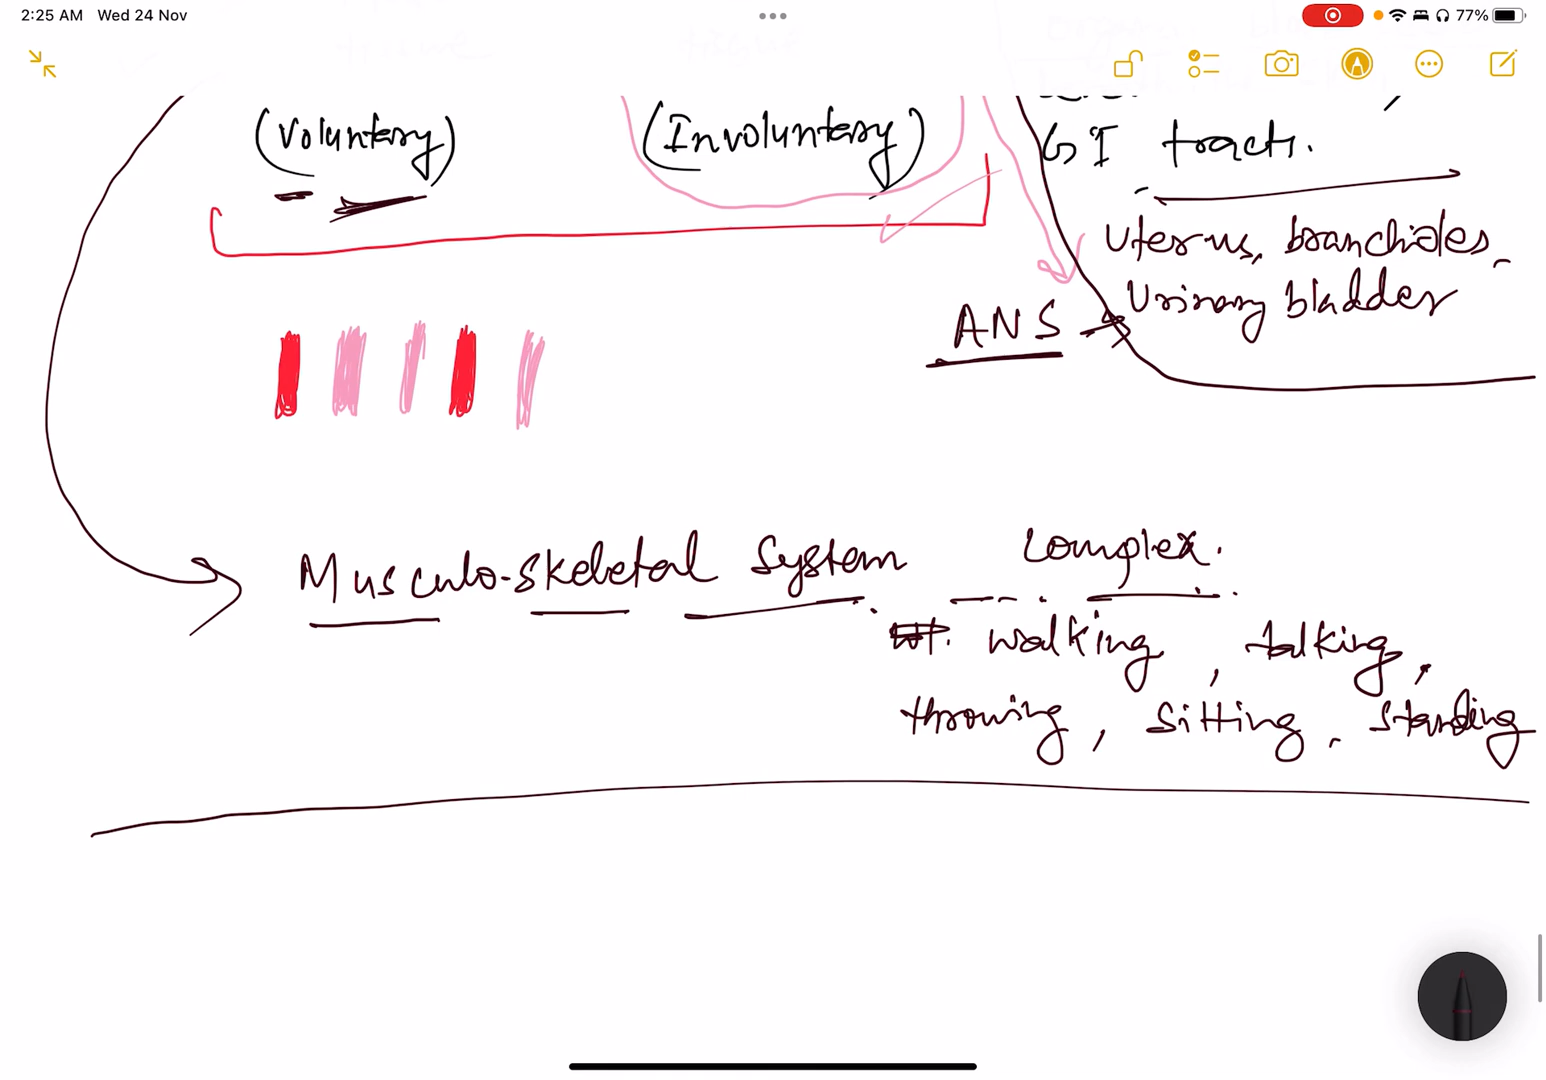 2:25 AM Wed 24 Nov
77%
(Voluntary)
(Involuntary)
GI tracts.
Uterus, branchioles,
Urinary bladder
ANS
Musculo-skeletal System complex.
walking, talking,
throwing, sitting, standing